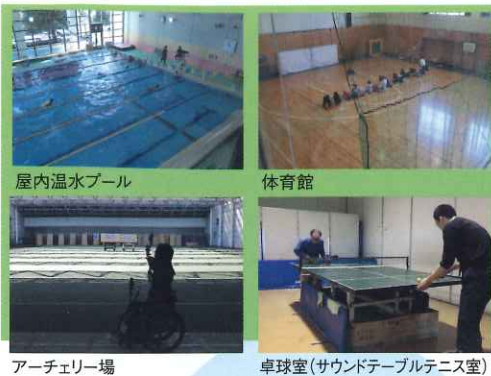 屋内温水プール
体育館
アーチェリー場
卓球室(サウンドテーブルテニス室)